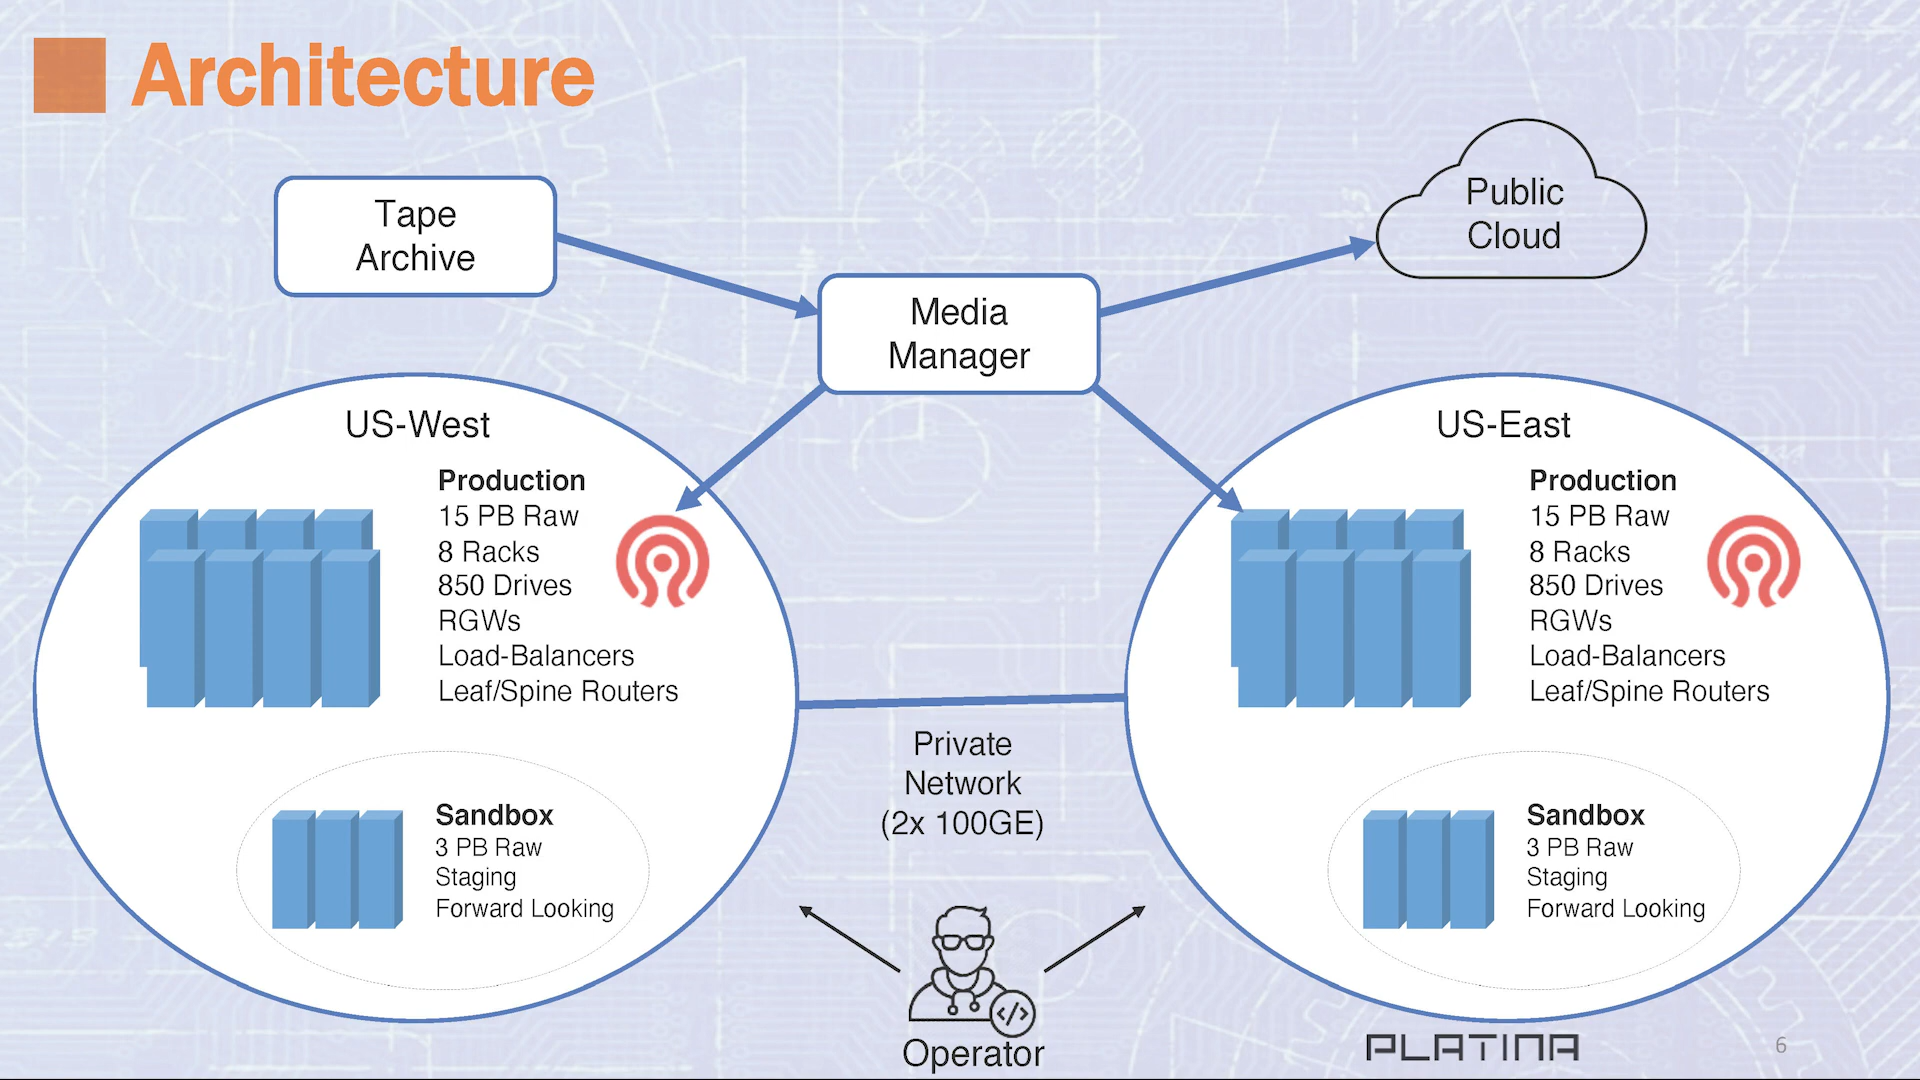 Architecture
Tape
Archive
Public
Cloud
Media
Manager
US-West
Production
15 PB Raw
8 Racks
850 Drives
RGWs
Load-Balancers
Leaf/Spine Routers
Sandbox
3 PB Raw
Staging
Forward Looking
Private
Network
(2x 100GE)
US-East
Production
15 PB Raw
8 Racks
850 Drives
RGWs
Load-Balancers
Leaf/Spine Routers
Sandbox
3 PB Raw
Staging
Forward Looking
</>
Operator
PLATINA
6